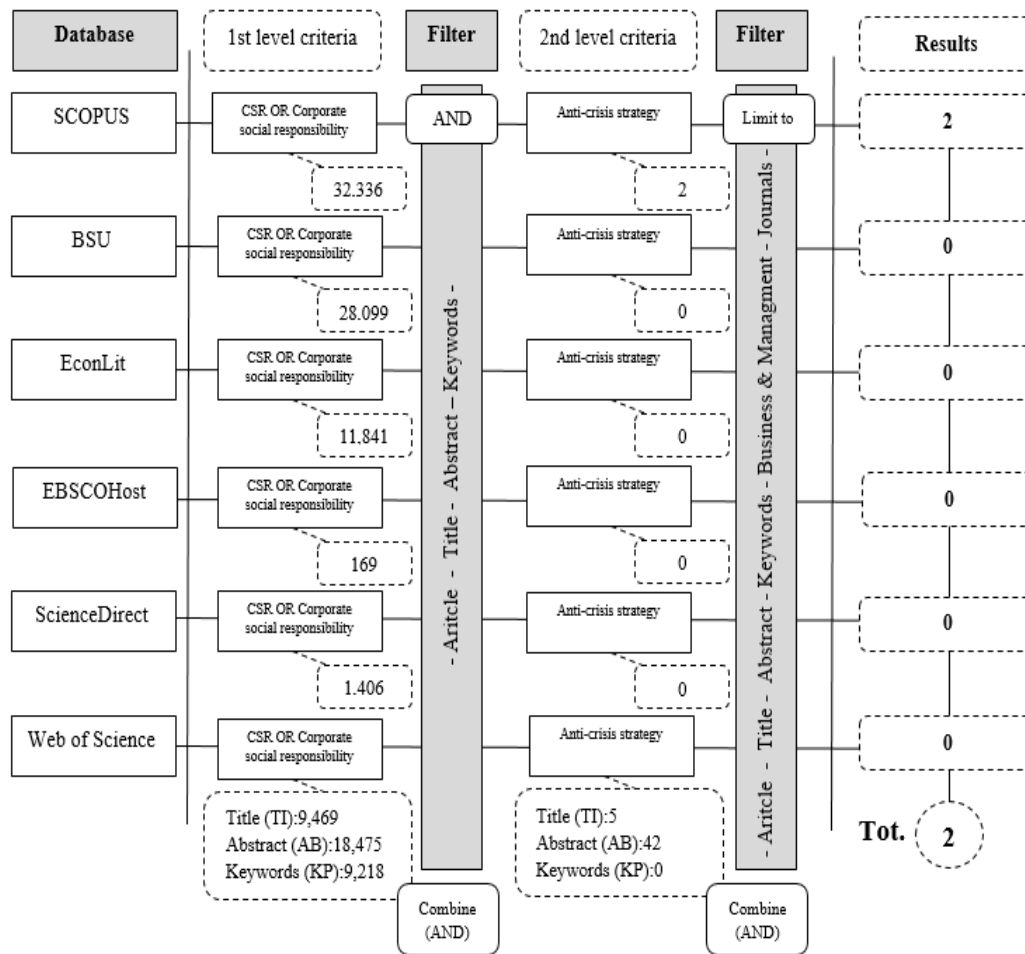 Database
1st level criteria
Filter
2nd level criteria
Filter
Results
SCOPUS
CSR OR Corporate
social responsibility
AND
Anti-crisis strategy
Limit to
2
32.336
2
BSU
CSR OR Corporate
social responsibility
Anti-crisis strategy
0
28.099
0
EconLit
CSR OR Corporate
social responsibility
Anti-crisis strategy
0
11,841
0
EBSCOHost
CSR OR Corporate
social responsibility
Anti-crisis strategy
0
169
0
ScienceDirect
CSR OR Corporate
social responsibility
Anti-crisis strategy
0
1.406
0
Web of Science
CSR OR Corporate
social responsibility
Anti-crisis strategy
0
Title (TI):9,469
Abstract (AB):18,475
Keywords (KP):9,218
Title (TI):5
Abstract (AB):42
Keywords (KP):0
- Aritcle - Title - Abstract – Keywords -
- Aritcle - Title - Abstract - Keywords - Business & Managment - Journals -
Tot. 2
Combine
(AND)
Combine
(AND)